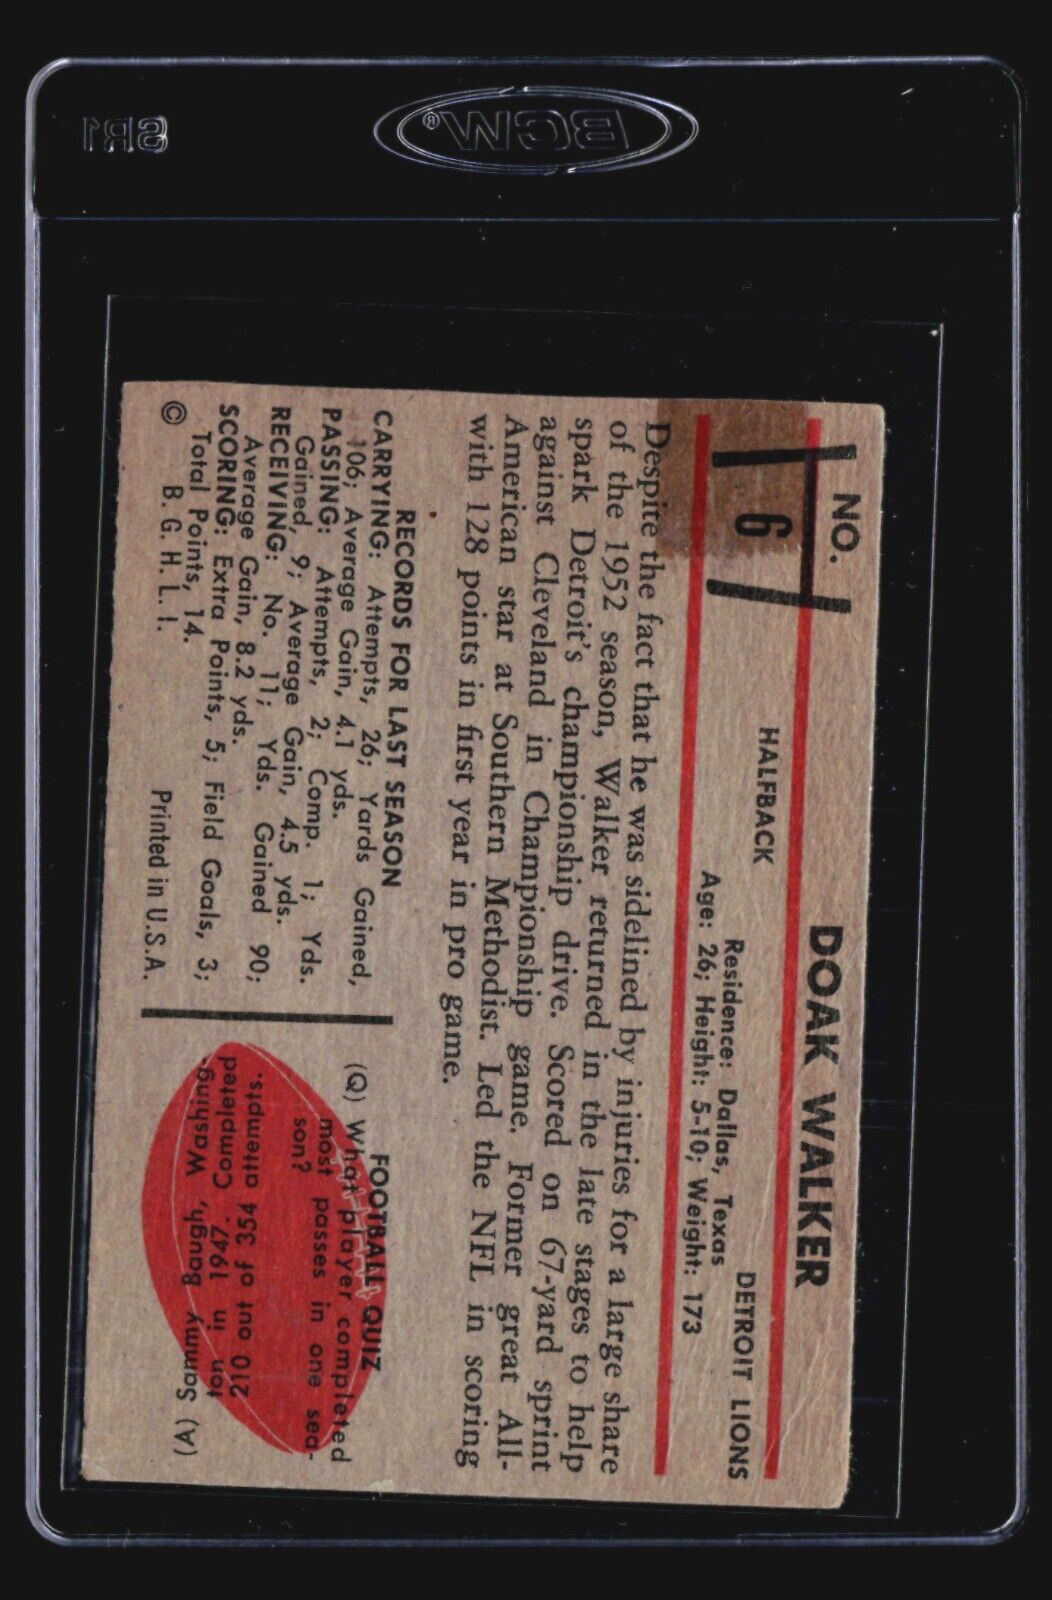 BCW®
SR1
NO.
6
DOAK WALKER
HALFBACK
DETROIT LIONS
Residence: Dallas, Texas
Age: 26; Height: 5-10; Weight: 173
Despite the fact that he was sidelined by injuries for a large share
of the 1952 season, Walker returned in the late stages to help
spark Detroit's championship drive. Scored on 67-yard sprint
against Cleveland in Championship game. Former great All-
American star at Southern Methodist. Led the NFL in scoring
with 128 points in first year in pro game.
RECORDS FOR LAST SEASON
CARRYING: Attempts, 26; Yards Gained,
106; Average Gain, 4.1 yds.
PASSING: Attempts, 2; Comp. 1; Yds.
Gained, 9; Average Gain, 4.5 yds.
RECEIVING: No. 11; Yds. Gained 90;
Average Gain, 8.2 yds.
SCORING: Extra Points, 5; Field Goals, 3;
Total Points, 14.
© B. G. H. L. I.
Printed in U.S.A.
FOOTBALL QUIZ
(Q) What player completed
most passes in one sea-
son?
(A) Sammy Baugh, Washing-
ton in 1947. Completed
210 out of 354 attempts.